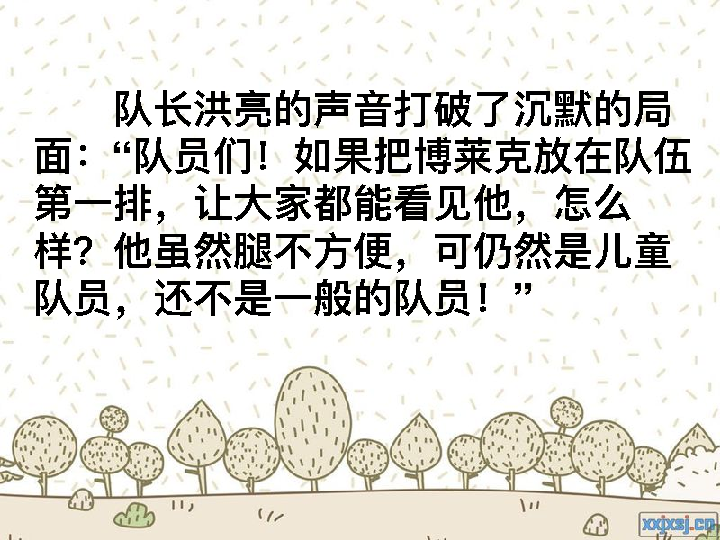 队长洪亮的声音打破了沉默的局
面：“队员们！如果把博莱克放在队伍
第一排，让大家都能看见他，怎么
样？他虽然腿不方便，可仍然是儿童
队员，还不是一般的队员！”
xxjxsj.cn